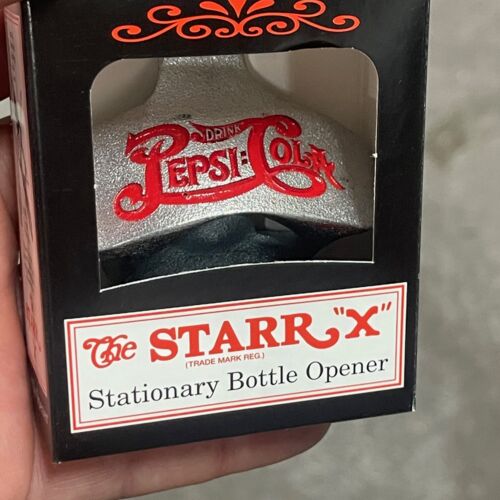 DRINK
PEPSI:COLA
The STARR "X"
(TRADE MARK REG.)
Stationary Bottle Opener